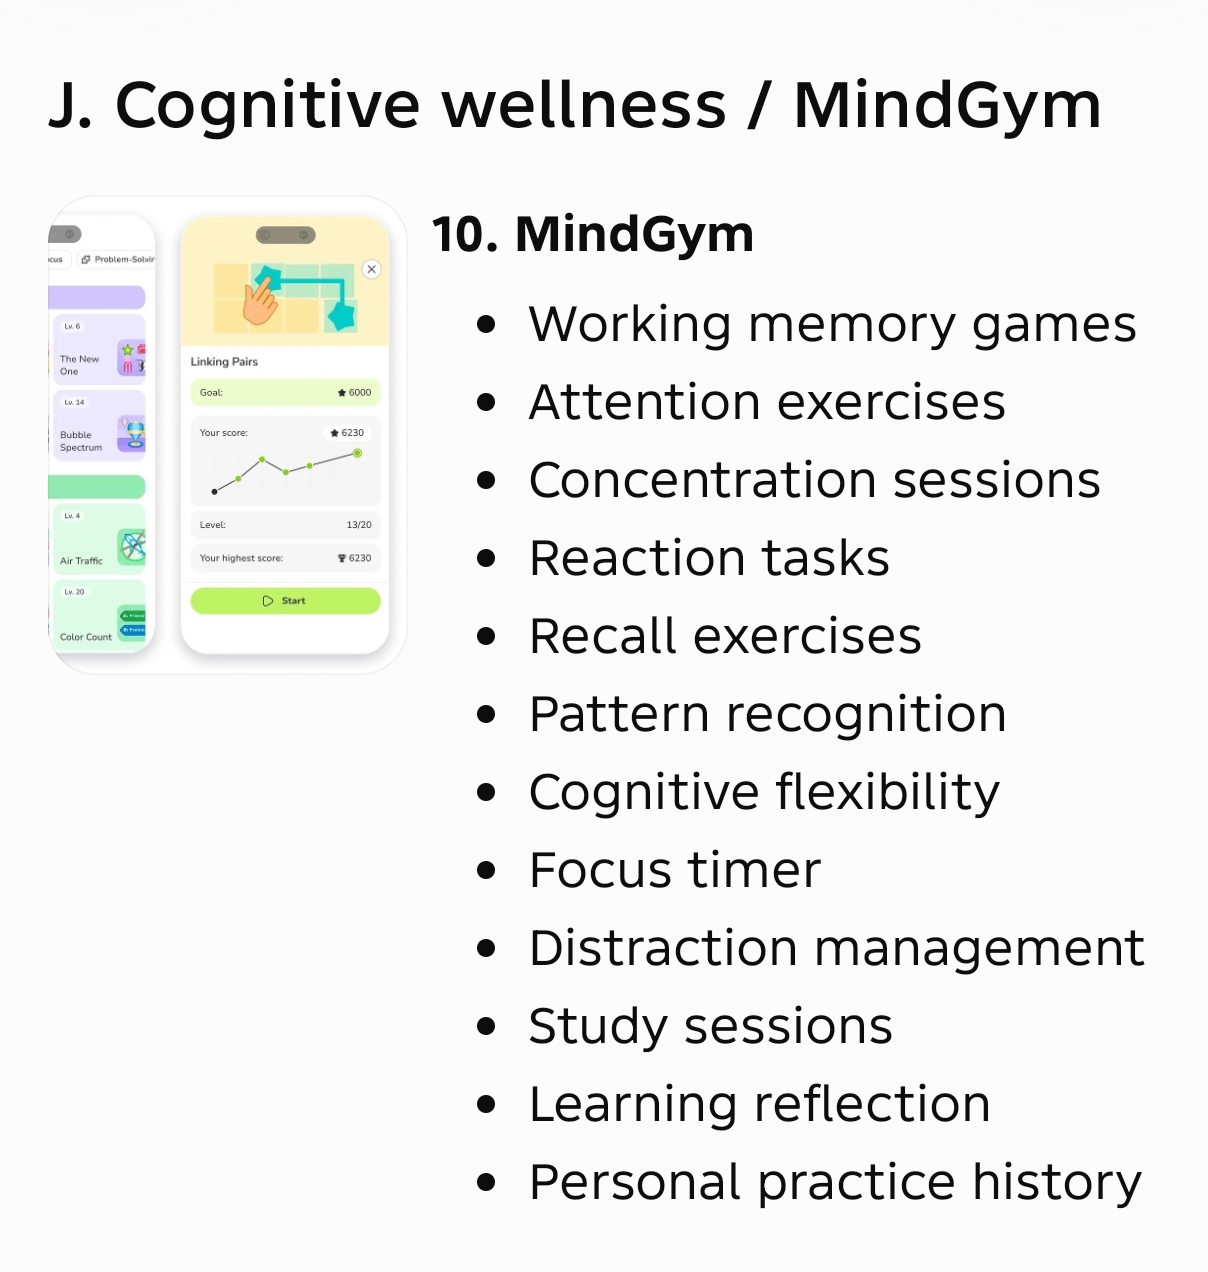 J. Cognitive wellness / MindGym
cus
Problem-Solvin
Lv. 6
The New
One
Lv. 14
Bubble
Spectrum
Lv. 4
Air Traffic
Lv. 20
Color Count
Linking Pairs
Goal: 6000
Your score: 6230
Level: 13/20
Your highest score: 6230
Start
10. MindGym
• Working memory games
• Attention exercises
• Concentration sessions
• Reaction tasks
• Recall exercises
• Pattern recognition
• Cognitive flexibility
• Focus timer
• Distraction management
• Study sessions
• Learning reflection
• Personal practice history